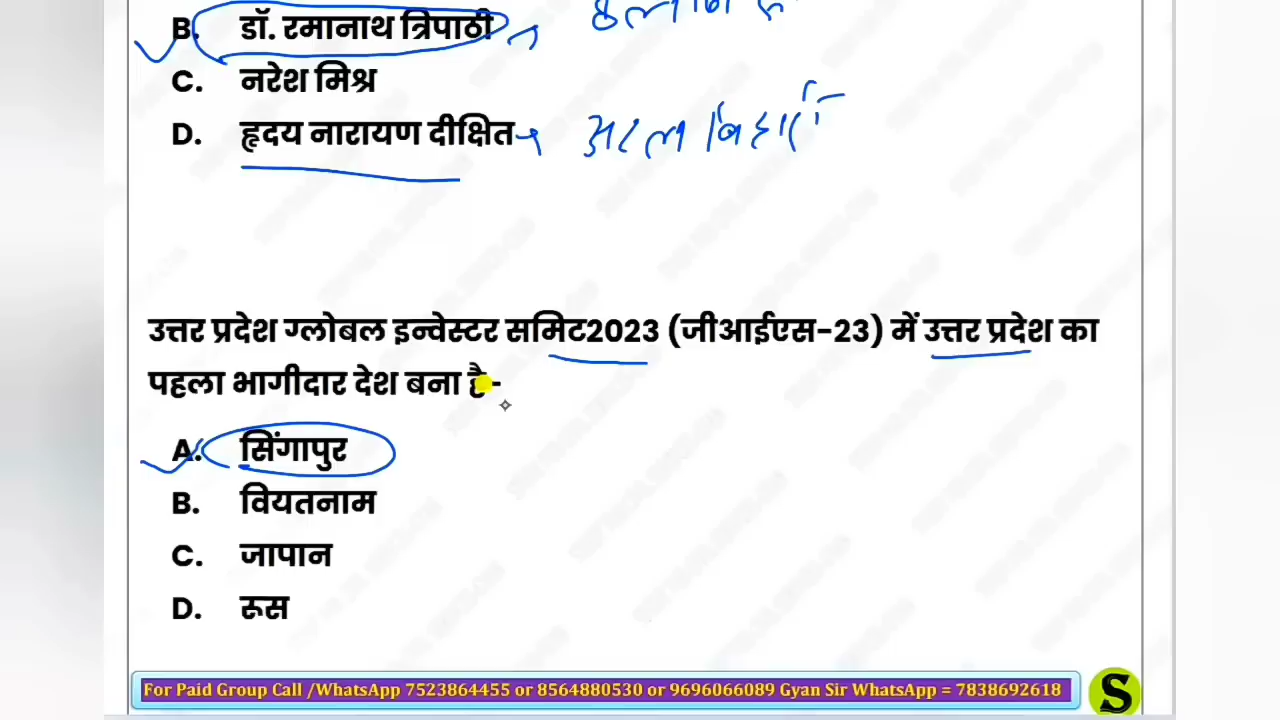 B. डॉ. रमानाथ त्रिपाठी
C. नरेश मिश्र
D. हृदय नारायण दीक्षित
अटल बिहारी
उत्तर प्रदेश ग्लोबल इन्वेस्टर समिट2023 (जीआईएस-23) में उत्तर प्रदेश का
पहला भागीदार देश बना है-
A. सिंगापुर
B. वियतनाम
C. जापान
D. रूस
For Paid Group Call /WhatsApp 7523864455 or 8564880530 or 9696066089 Gyan Sir WhatsApp = 7838692618
S